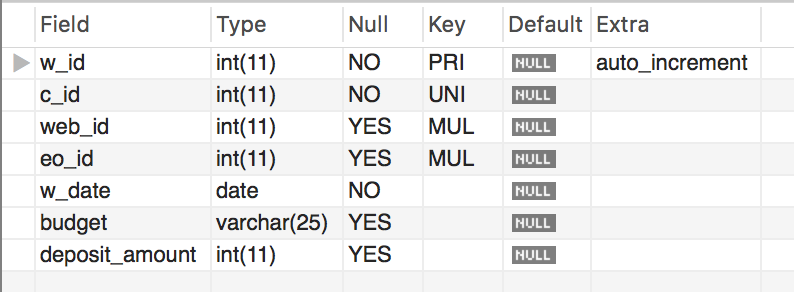 Field Type Null Key Default Extra
w_id int(11) NO PRI NULL auto_increment
c_id int(11) NO UNI NULL
web_id int(11) YES MUL NULL
eo_id int(11) YES MUL NULL
w_date date NO NULL
budget varchar(25) YES NULL
deposit_amount int(11) YES NULL